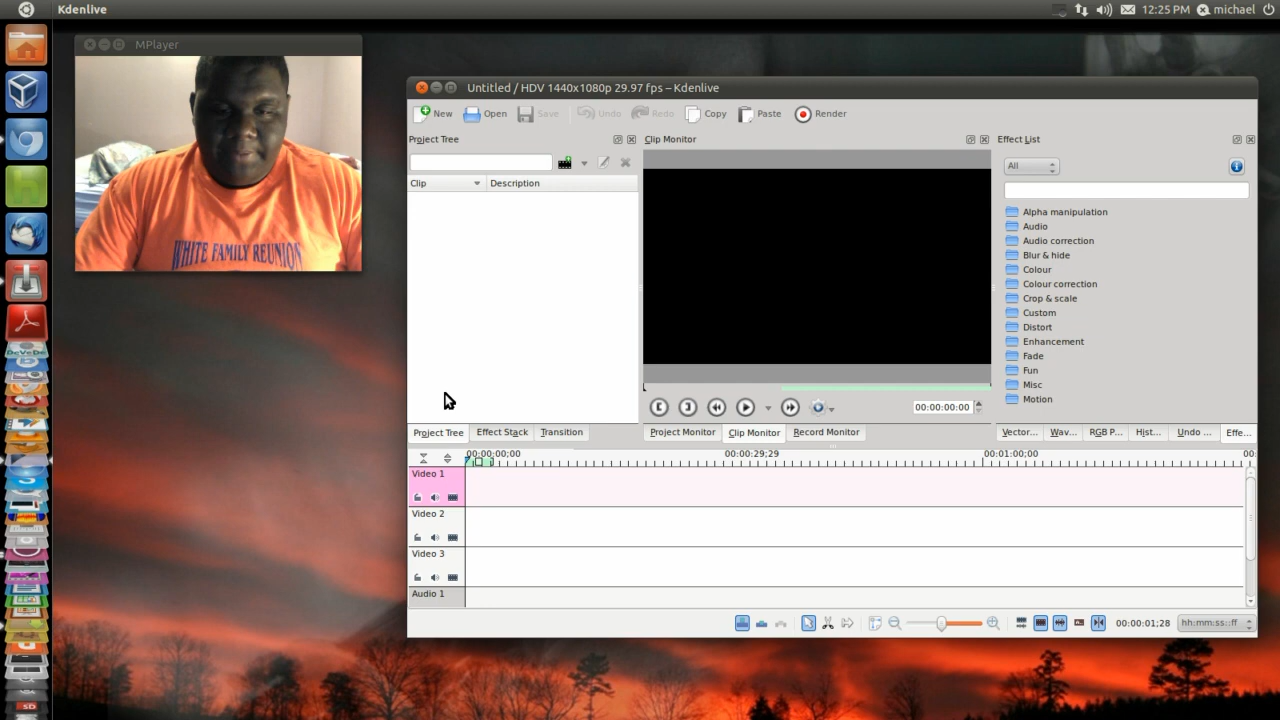 Kdenlive
12:25 PM michael
MPlayer
Untitled / HDV 1440x1080p 29.97 fps – Kdenlive
New Open Save Undo Redo Copy Paste Render
Project Tree
Clip Monitor
Effect List
All
Clip Description
Alpha manipulation
Audio
Audio correction
Blur & hide
Colour
Colour correction
Crop & scale
Custom
Distort
Enhancement
Fade
Fun
Misc
Motion
WHITE FAMILY REUNION
00:00:00:00
Project Tree Effect Stack Transition
Project Monitor Clip Monitor Record Monitor
Vector... Wav... RGB P... Hist... Undo ... Effe...
00:00:00;00 00:00:29;29 00:01:00;00 00:
Video 1
Video 2
Video 3
Audio 1
00:00:01;28 hh:mm:ss::ff
DeVeDe
SD